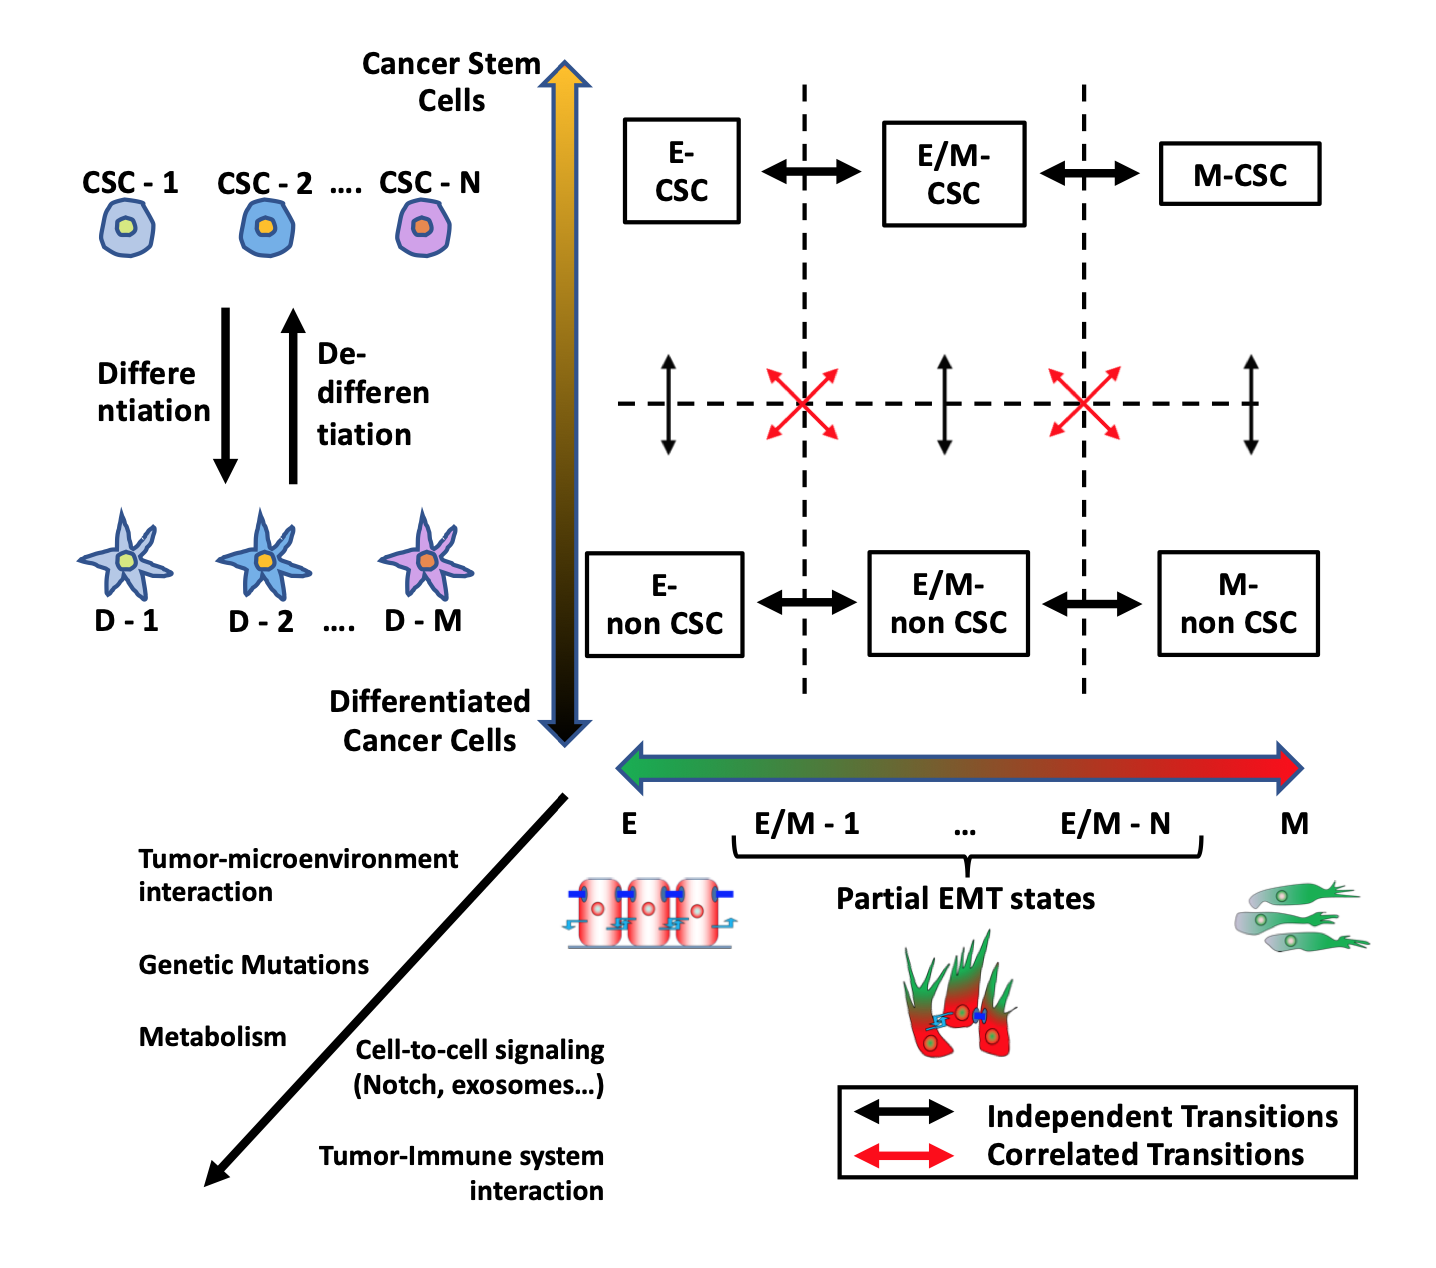 Cancer Stem
Cells
CSC - 1
CSC - 2
....
CSC - N
Differe
ntiation
De-
differen
tiation
D - 1
D - 2
....
D - M
Differentiated
Cancer Cells
E-
CSC
E/M-
CSC
M-CSC
E-
non CSC
E/M-
non CSC
M-
non CSC
E
E/M - 1
...
E/M - N
M
Partial EMT states
Tumor-microenvironment
interaction
Genetic Mutations
Metabolism
Cell-to-cell signaling
(Notch, exosomes...)
Tumor-Immune system
interaction
Independent Transitions
Correlated Transitions